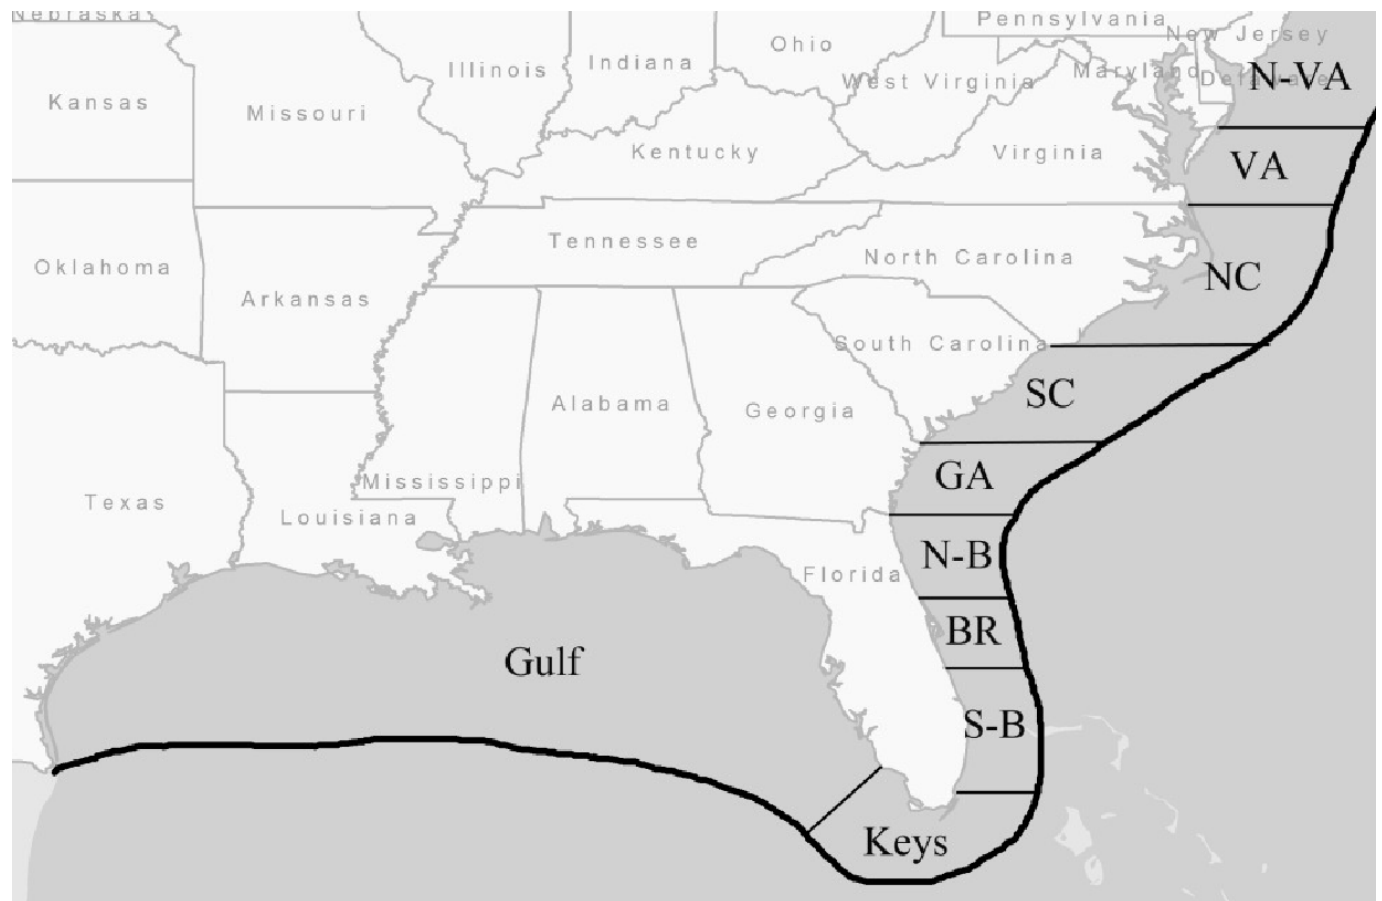 Nebraska
Pennsylvania
New Jersey
Ohio
Illinois
Indiana
West Virginia
Maryland
Delaware
N-VA
Kansas
Missouri
Kentucky
Virginia
VA
Oklahoma
Tennessee
North Carolina
NC
Arkansas
South Carolina
SC
Alabama
Georgia
Mississippi
GA
Texas
Louisiana
N-B
Florida
BR
Gulf
S-B
Keys